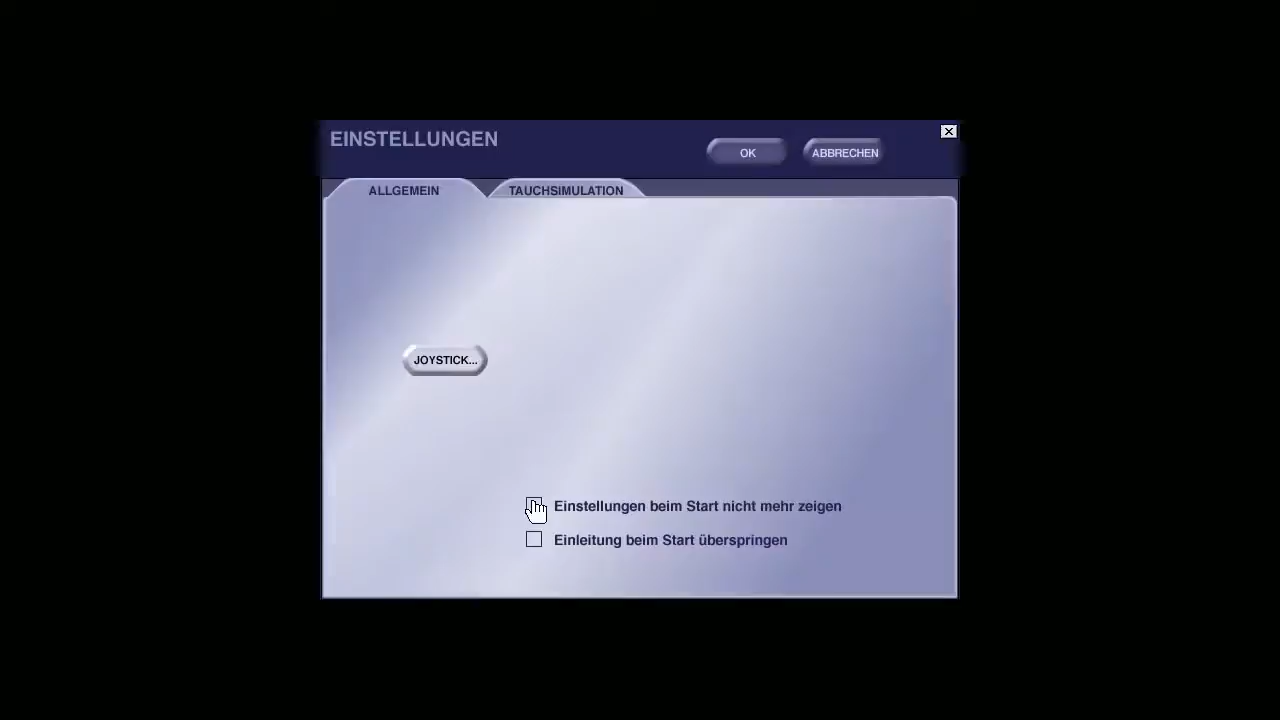 EINSTELLUNGEN
OK
ABBRECHEN
ALLGEMEIN
TAUCHSIMULATION
JOYSTICK...
Einstellungen beim Start nicht mehr zeigen
Einleitung beim Start überspringen